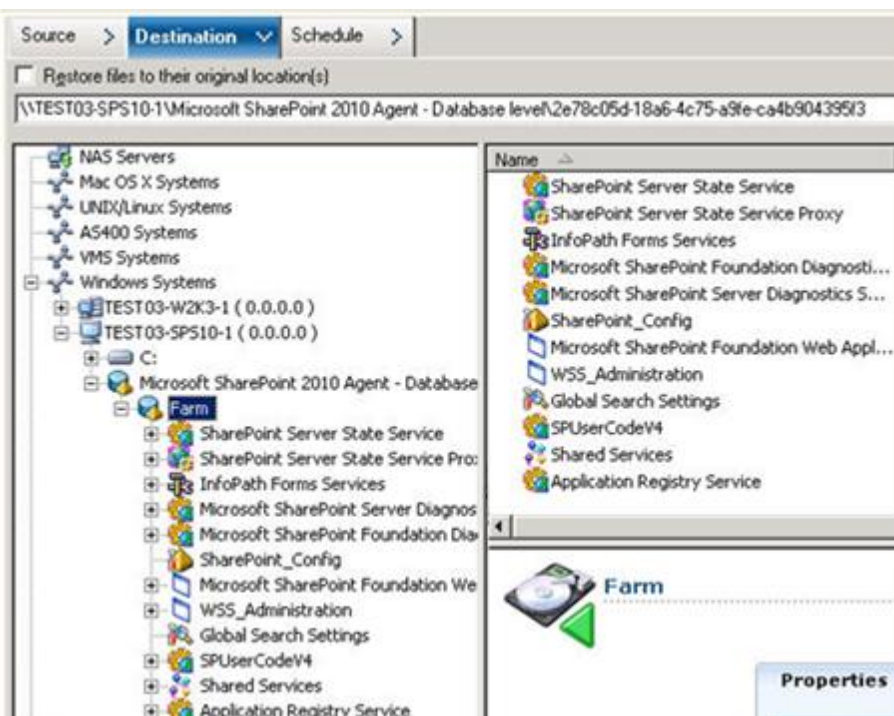 Source > Destination Schedule >
Restore files to their original location(s)
\\TEST03-SPS10-1\Microsoft SharePoint 2010 Agent - Database level\2e78c05d-18a6-4c75-a9fe-ca4b904395f3
NAS Servers
Mac OS X Systems
UNIX/Linux Systems
AS400 Systems
VMS Systems
Windows Systems
TEST03-W2K3-1 ( 0.0.0.0 )
TEST03-SPS10-1 ( 0.0.0.0 )
C:
Microsoft SharePoint 2010 Agent - Database
Farm
SharePoint Server State Service
SharePoint Server State Service Pro
InfoPath Forms Services
Microsoft SharePoint Server Diagnos
Microsoft SharePoint Foundation Dia
SharePoint_Config
Microsoft SharePoint Foundation We
WSS_Administration
Global Search Settings
SPUserCodeV4
Shared Services
Application Registry Service
Name
SharePoint Server State Service
SharePoint Server State Service Proxy
InfoPath Forms Services
Microsoft SharePoint Foundation Diagnosti...
Microsoft SharePoint Server Diagnostics S...
SharePoint_Config
Microsoft SharePoint Foundation Web Appl...
WSS_Administration
Global Search Settings
SPUserCodeV4
Shared Services
Application Registry Service
Farm
Properties